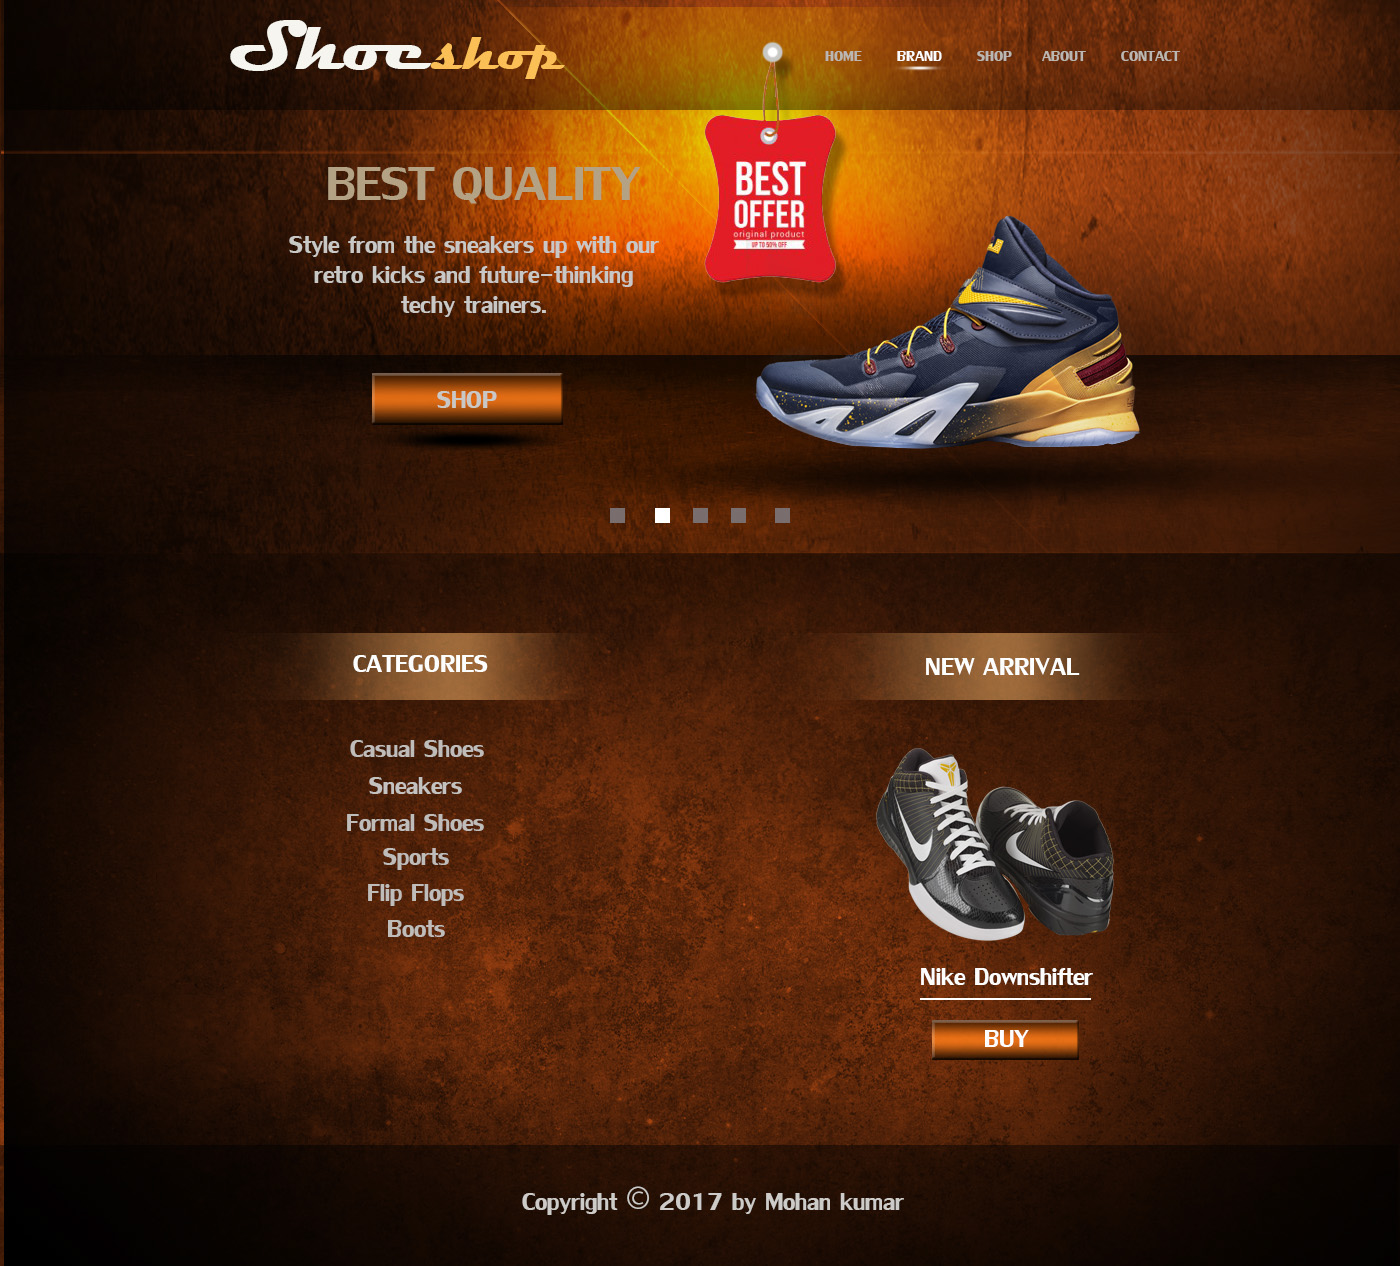 Shoeshop
HOME BRAND SHOP ABOUT CONTACT
BEST QUALITY
Style from the sneakers up with our
retro kicks and future-thinking
techy trainers.
SHOP
BEST
OFFER
original product
UP TO 50% OFF
CATEGORIES
Casual Shoes
Sneakers
Formal Shoes
Sports
Flip Flops
Boots
NEW ARRIVAL
Nike Downshifter
BUY
Copyright © 2017 by Mohan kumar